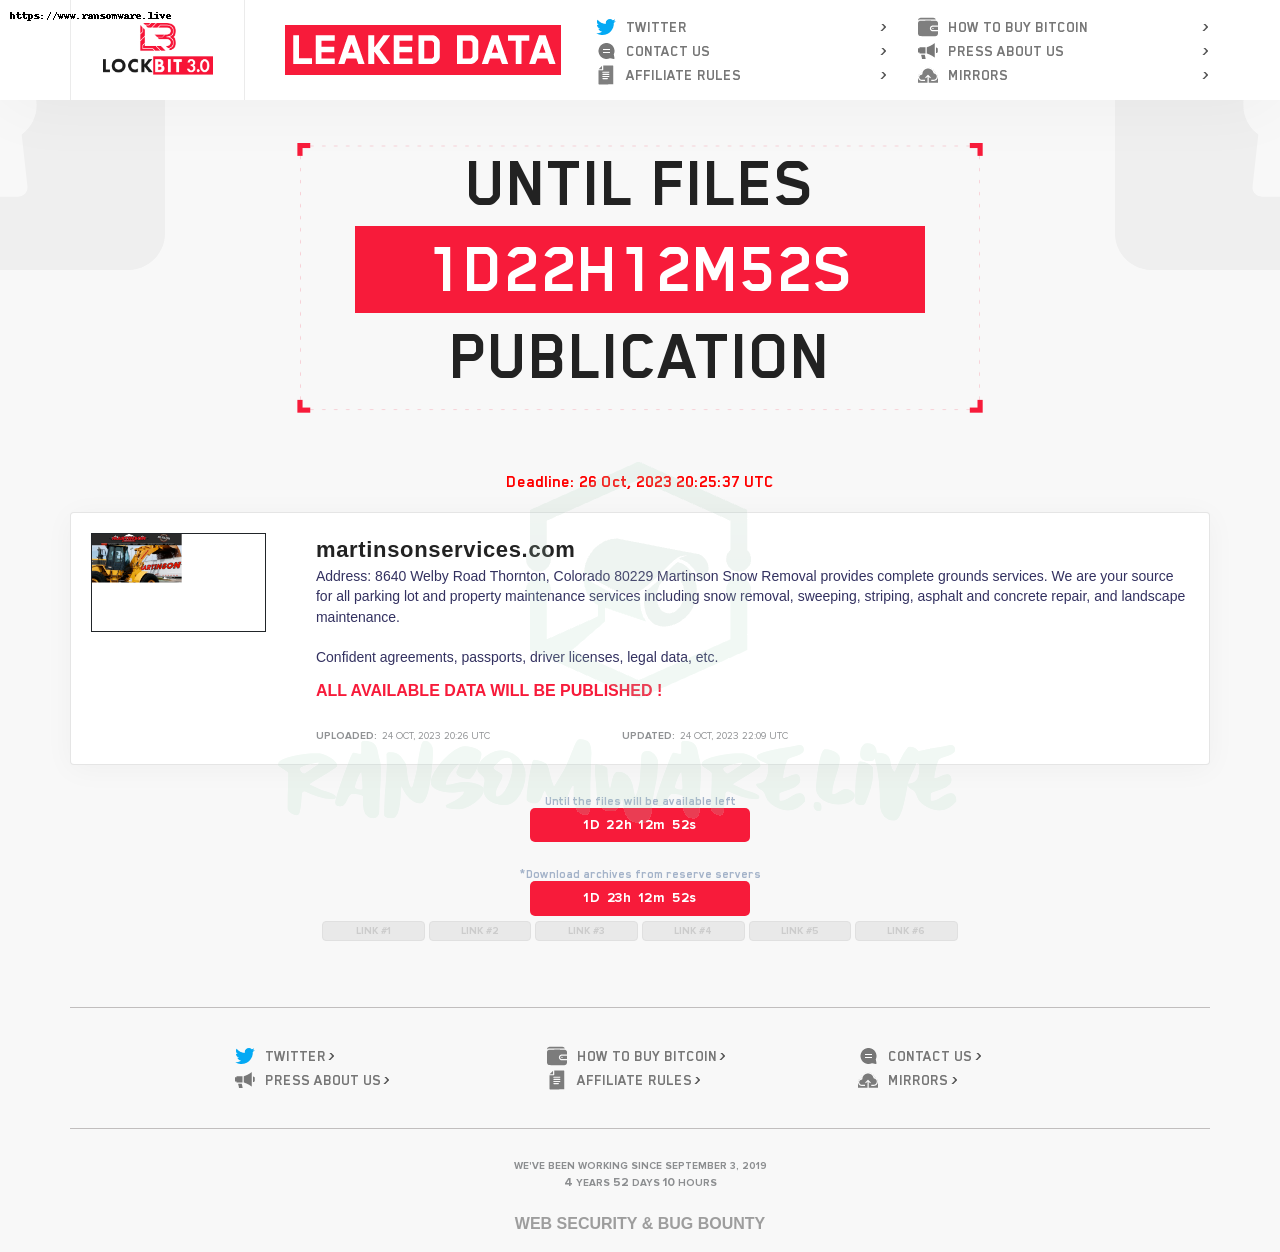 https://www.ransomware.live
LOCKBIT 3.0
LEAKED DATA
TWITTER
CONTACT US
AFFILIATE RULES
HOW TO BUY BITCOIN
PRESS ABOUT US
MIRRORS
UNTIL FILES
1D22H12M52S
PUBLICATION
Deadline: 26 Oct, 2023 20:25:37 UTC
martinsonservices.com
Address: 8640 Welby Road Thornton, Colorado 80229 Martinson Snow Removal provides complete grounds services. We are your source
for all parking lot and property maintenance services including snow removal, sweeping, striping, asphalt and concrete repair, and landscape
maintenance.
Confident agreements, passports, driver licenses, legal data, etc.
ALL AVAILABLE DATA WILL BE PUBLISHED !
UPLOADED: 24 OCT, 2023 20:26 UTC
UPDATED: 24 OCT, 2023 22:09 UTC
RANSOMWARE.LIVE
Until the files will be available left
1D 22h 12m 52s
*Download archives from reserve servers
1D 23h 12m 52s
LINK #1
LINK #2
LINK #3
LINK #4
LINK #5
LINK #6
TWITTER
PRESS ABOUT US
HOW TO BUY BITCOIN
AFFILIATE RULES
CONTACT US
MIRRORS
WE'VE BEEN WORKING SINCE SEPTEMBER 3, 2019
4 YEARS 52 DAYS 10 HOURS
WEB SECURITY & BUG BOUNTY